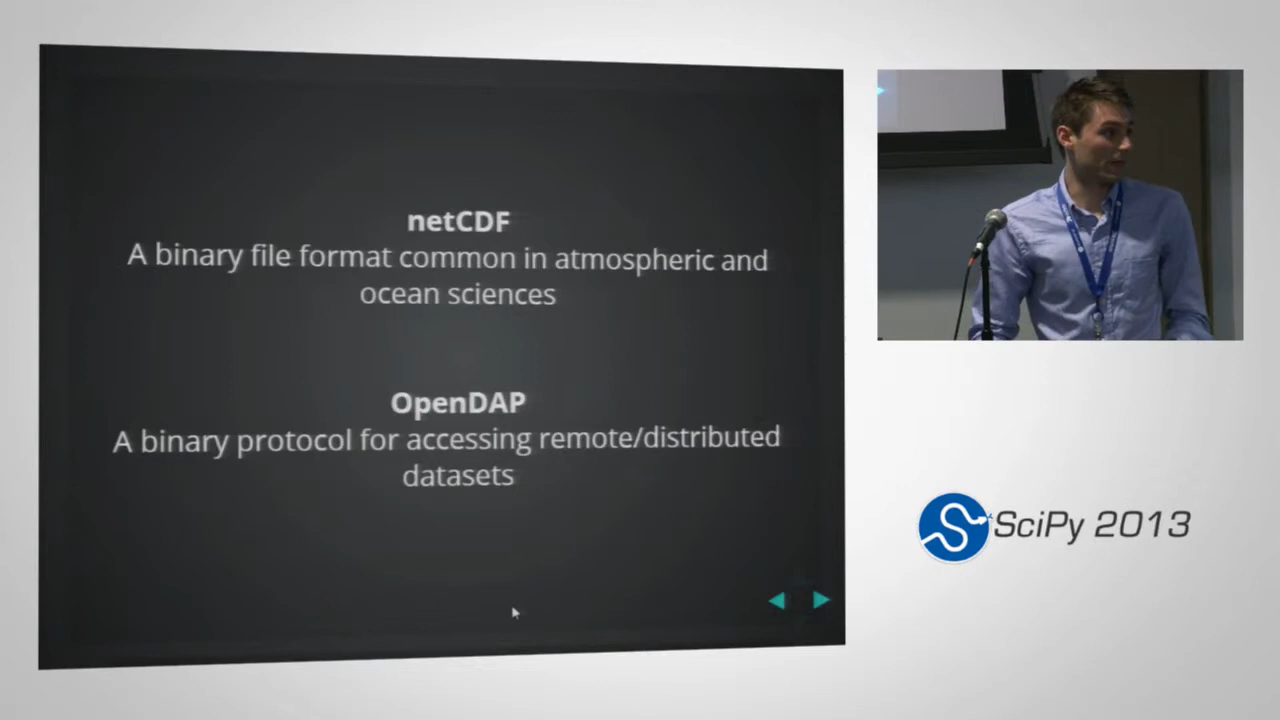 netCDF
A binary file format common in atmospheric and
ocean sciences
OpenDAP
A binary protocol for accessing remote/distributed
datasets
SciPy 2013